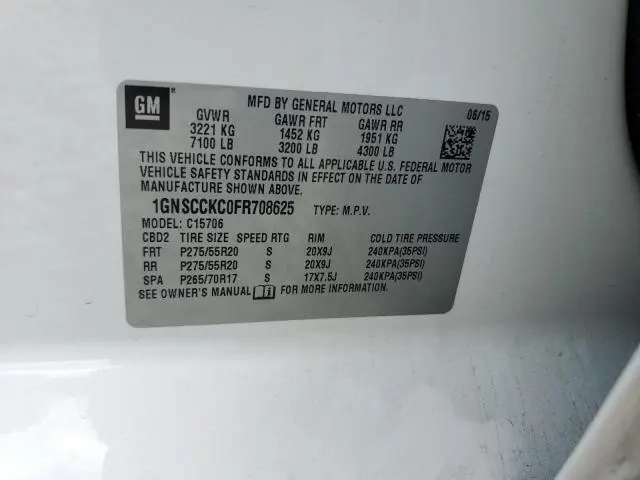 GM
®
MFD BY GENERAL MOTORS LLC 06/15
GVWR GAWR FRT GAWR RR
3221 KG 1452 KG 1951 KG
7100 LB 3200 LB 4300 LB
THIS VEHICLE CONFORMS TO ALL APPLICABLE U.S. FEDERAL MOTOR
VEHICLE SAFETY STANDARDS IN EFFECT ON THE DATE OF
MANUFACTURE SHOWN ABOVE.
1GNSCCKC0FR708625 TYPE: M.P.V.
MODEL: C15706
CBD2 TIRE SIZE SPEED RTG RIM COLD TIRE PRESSURE
FRT P275/55R20 S 20X9J 240KPA(35PSI)
RR P275/55R20 S 20X9J 240KPA(35PSI)
SPA P265/70R17 S 17X7.5J 240KPA(35PSI)
SEE OWNER'S MANUAL FOR MORE INFORMATION.